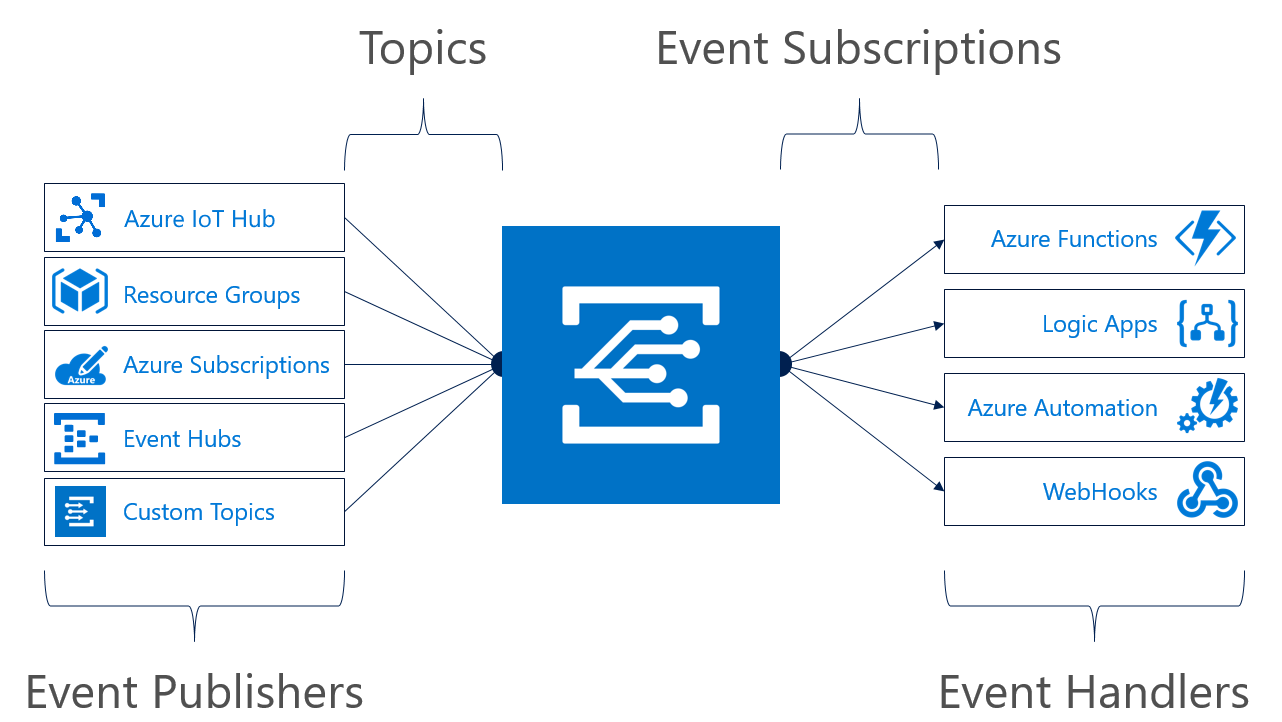 Topics
Event Subscriptions
Azure IoT Hub
Resource Groups
Azure
Azure Subscriptions
Event Hubs
Custom Topics
Azure Functions
Logic Apps
Azure Automation
WebHooks
Event Publishers
Event Handlers